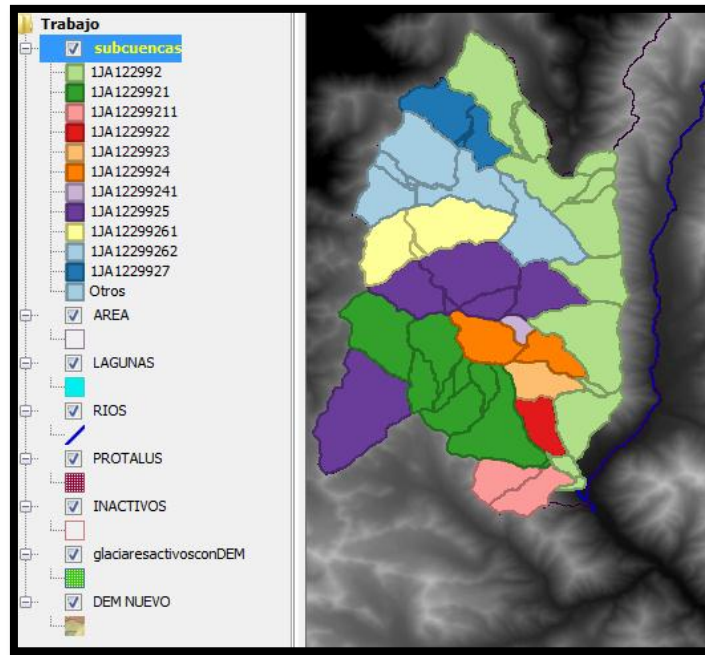 Trabajo
subcuencas
1JA122992
1JA1229921
1JA12299211
1JA1229922
1JA1229923
1JA1229924
1JA12299241
1JA1229925
1JA12299261
1JA12299262
1JA1229927
Otros
AREA
LAGUNAS
RIOS
PROTALUS
INACTIVOS
glaciaresactivosconDEM
DEM NUEVO